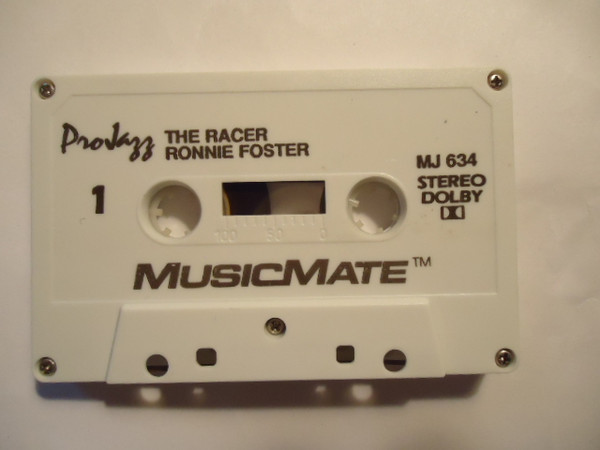 ProJazz
THE RACER
RONNIE FOSTER
1
MJ 634
STEREO
DOLBY
100 50 0
MUSICMATE™